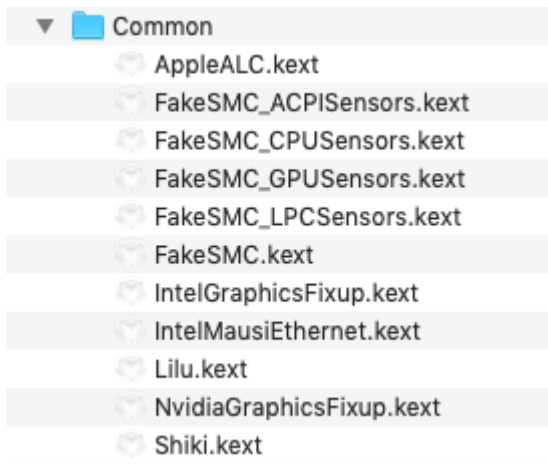 Common
AppleALC.kext
FakeSMC_ACPISensors.kext
FakeSMC_CPUSensors.kext
FakeSMC_GPUSensors.kext
FakeSMC_LPCSensors.kext
FakeSMC.kext
IntelGraphicsFixup.kext
IntelMausiEthernet.kext
Lilu.kext
NvidiaGraphicsFixup.kext
Shiki.kext